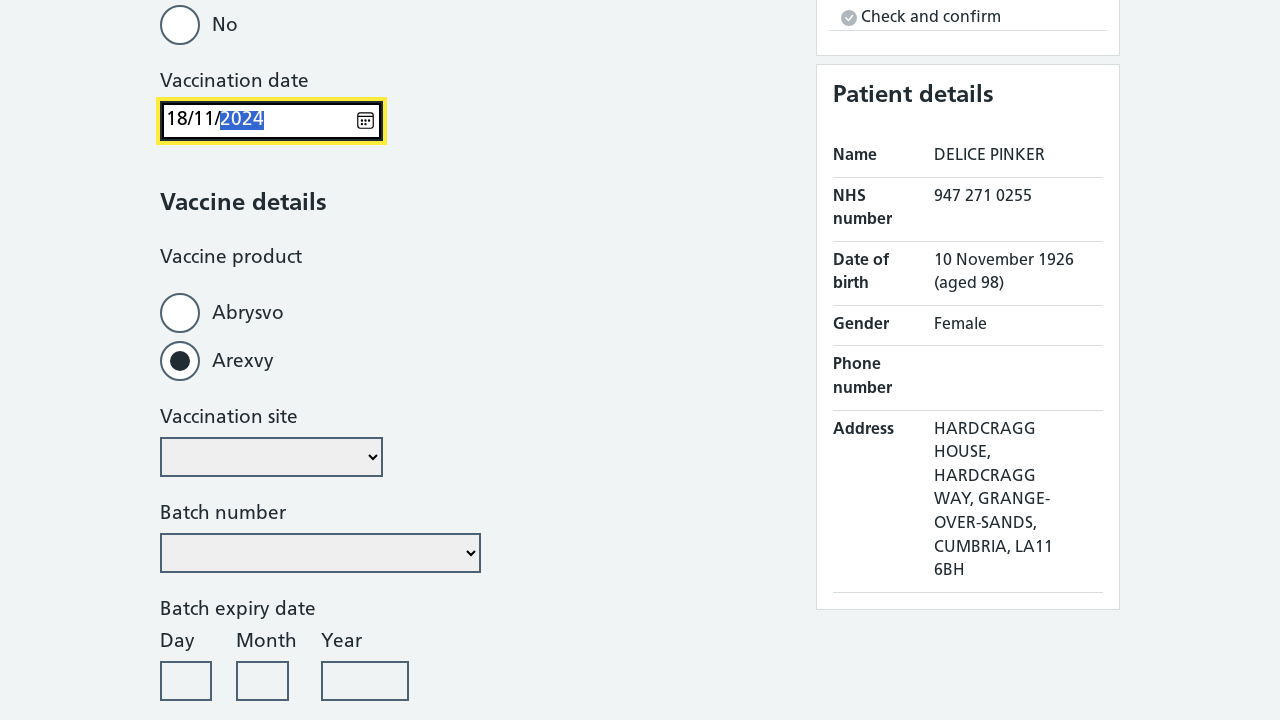 No
Vaccination date
18/11/2024
Vaccine details
Vaccine product
Abrysvo
Arexvy
Vaccination site
Batch number
Batch expiry date
Day Month Year
Check and confirm
Patient details
Name DELICE PINKER
NHS 947 271 0255
number
Date of 10 November 1926
birth (aged 98)
Gender Female
Phone
number
Address HARDCRAGG
HOUSE,
HARDCRAGG
WAY, GRANGE-
OVER-SANDS,
CUMBRIA, LA11
6BH